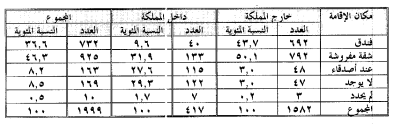 مكان الإقامة خارج المملكة داخل المملكة المجموع
العدد النسبة المئوية العدد النسبة المئوية العدد النسبة المئوية
فندق ٦٩٢ ٤٣,٧ ٤٠ ٩,٦ ٧٣٢ ٣٦,٦
شقة مفروشة ٧٩٢ ٥٠,١ ١٣٣ ٣١,٩ ٩٢٥ ٤٦,٣
عند أصدقاء ٤٨ ٣,٠ ١١٥ ٢٧,٦ ١٦٣ ٨,٢
لا يوجد ٤٧ ٣,٠ ١٢٢ ٢٩,٣ ١٦٩ ٨,٥
لم يحدد ٣ ٠,٢ ٧ ١,٧ ١٠ ٠,٥
المجموع ١٥٨٢ ١٠٠ ٤١٧ ١٠٠ ١٩٩٩ ١٠٠